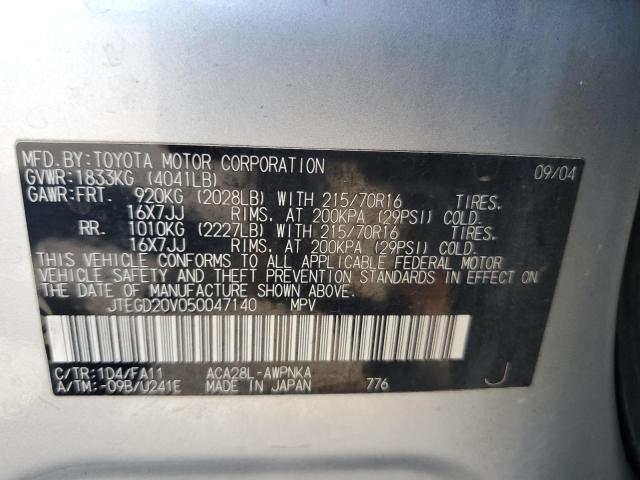 MFD.BY:TOYOTA MOTOR CORPORATION 09/04
GVWR:1833KG (4041LB)
GAWR:FRT. 920KG (2028LB) WITH 215/70R16 TIRES.
16X7JJ RIMS. AT 200KPA (29PSI) COLD.
RR. 1010KG (2227LB) WITH 215/70R16 TIRES.
16X7JJ RIMS. AT 200KPA (29PSI) COLD.
THIS VEHICLE CONFORMS TO ALL APPLICABLE FEDERAL MOTOR
VEHICLE SAFETY AND THEFT PREVENTION STANDARDS IN EFFECT ON
THE DATE OF MANUFACTURE SHOWN ABOVE.
JTEGD20V050047140 MPV
C/TR:1D4/FA11 ACA28L-AWPNKA J
A/TM:-09B/U241E MADE IN JAPAN 776